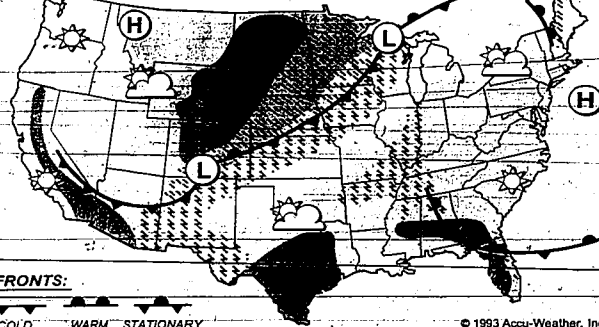 H
L
H
L
FRONTS:
COLD WARM STATIONARY
© 1993 Accu-Weather, Inc.